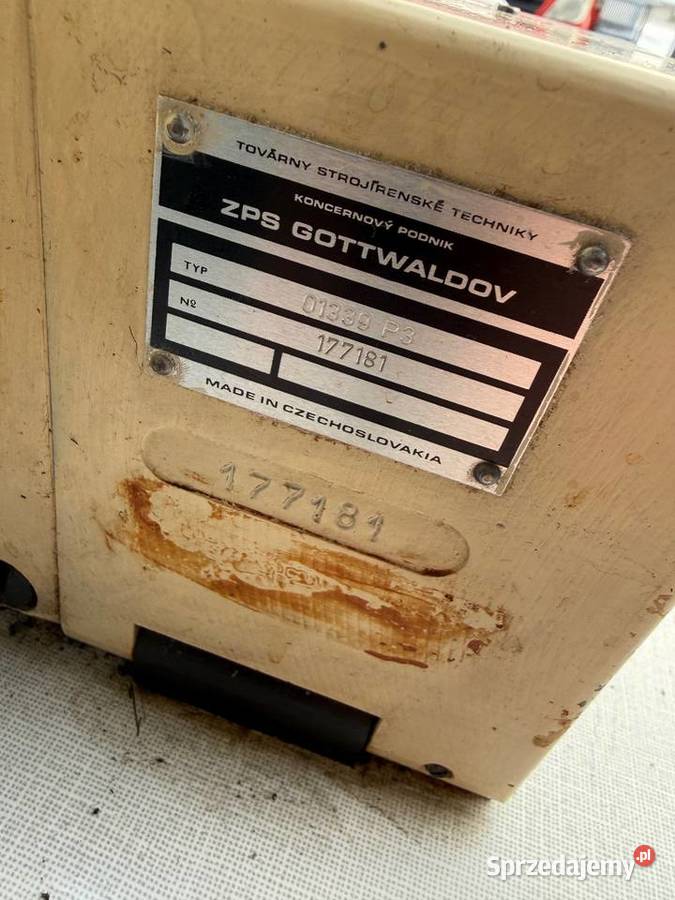 TOVÁRNY STROJÍRENSKÉ TECHNIKY
KONCERNOVÝ PODNIK
ZPS GOTTWALDOV
TYP 01339 P3
Nº 177181
MADE IN CZECHOSLOVAKIA
177181
Sprzedajemy.pl